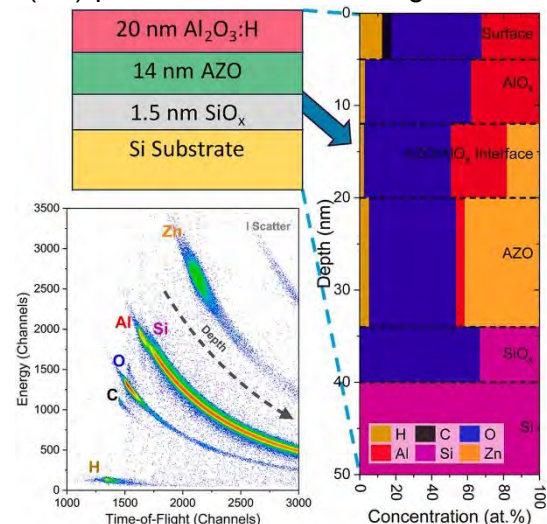 20 nm Al₂O₃:H
14 nm AZO
1.5 nm SiOₓ
Si Substrate
Energy (Channels)
3500
3000
2500
2000
1500
1000
500
0
Zn
I Scatter
Al
Si
O
C
H
Depth
1000
1500
2000
2500
3000
Time-of-Flight (Channels)
Depth (nm)
0
10
20
30
40
50
Surface
AlOₓ
AlOₓ Interface
AZO
SiOₓ
Si
H C O
Al Si Zn
0 20 40 60 80 100
Concentration (at.%)